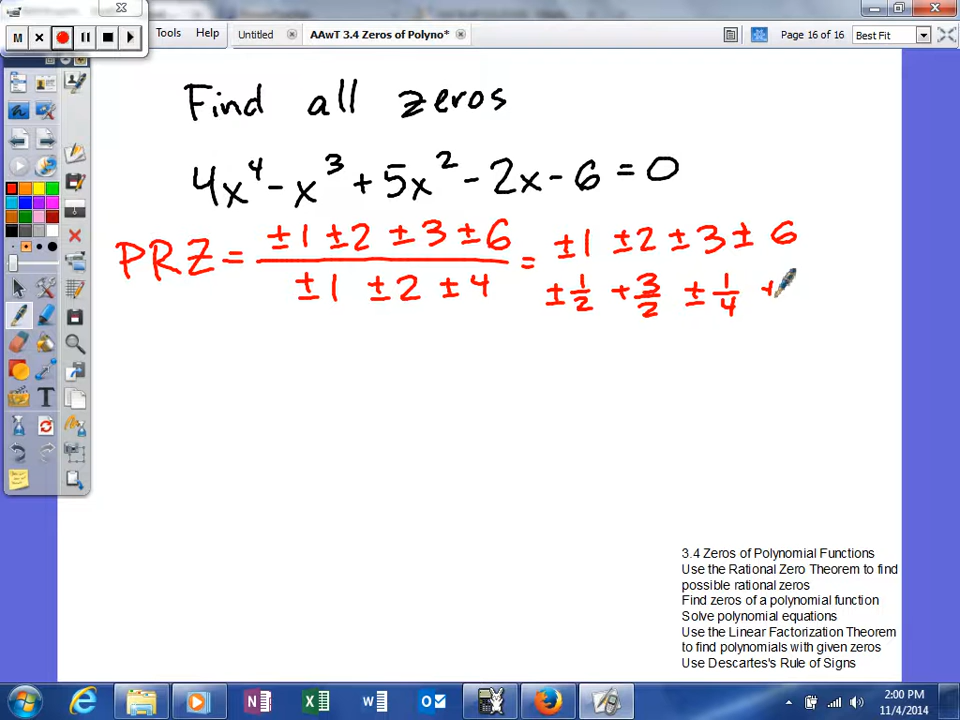 M
Tools Help Untitled AAwT 3.4 Zeros of Polyno* Page 16 of 16 Best Fit
Find all zeros
4x⁴ - x³ + 5x² - 2x - 6 = 0
PRZ = ±1 ±2 ±3 ±6 / ±1 ±2 ±4 = ±1 ±2 ±3 ± 6
±1/2 +3/2 ±1/4 +
3.4 Zeros of Polynomial Functions
Use the Rational Zero Theorem to find
possible rational zeros
Find zeros of a polynomial function
Solve polynomial equations
Use the Linear Factorization Theorem
to find polynomials with given zeros
Use Descartes's Rule of Signs
2:00 PM
11/4/2014